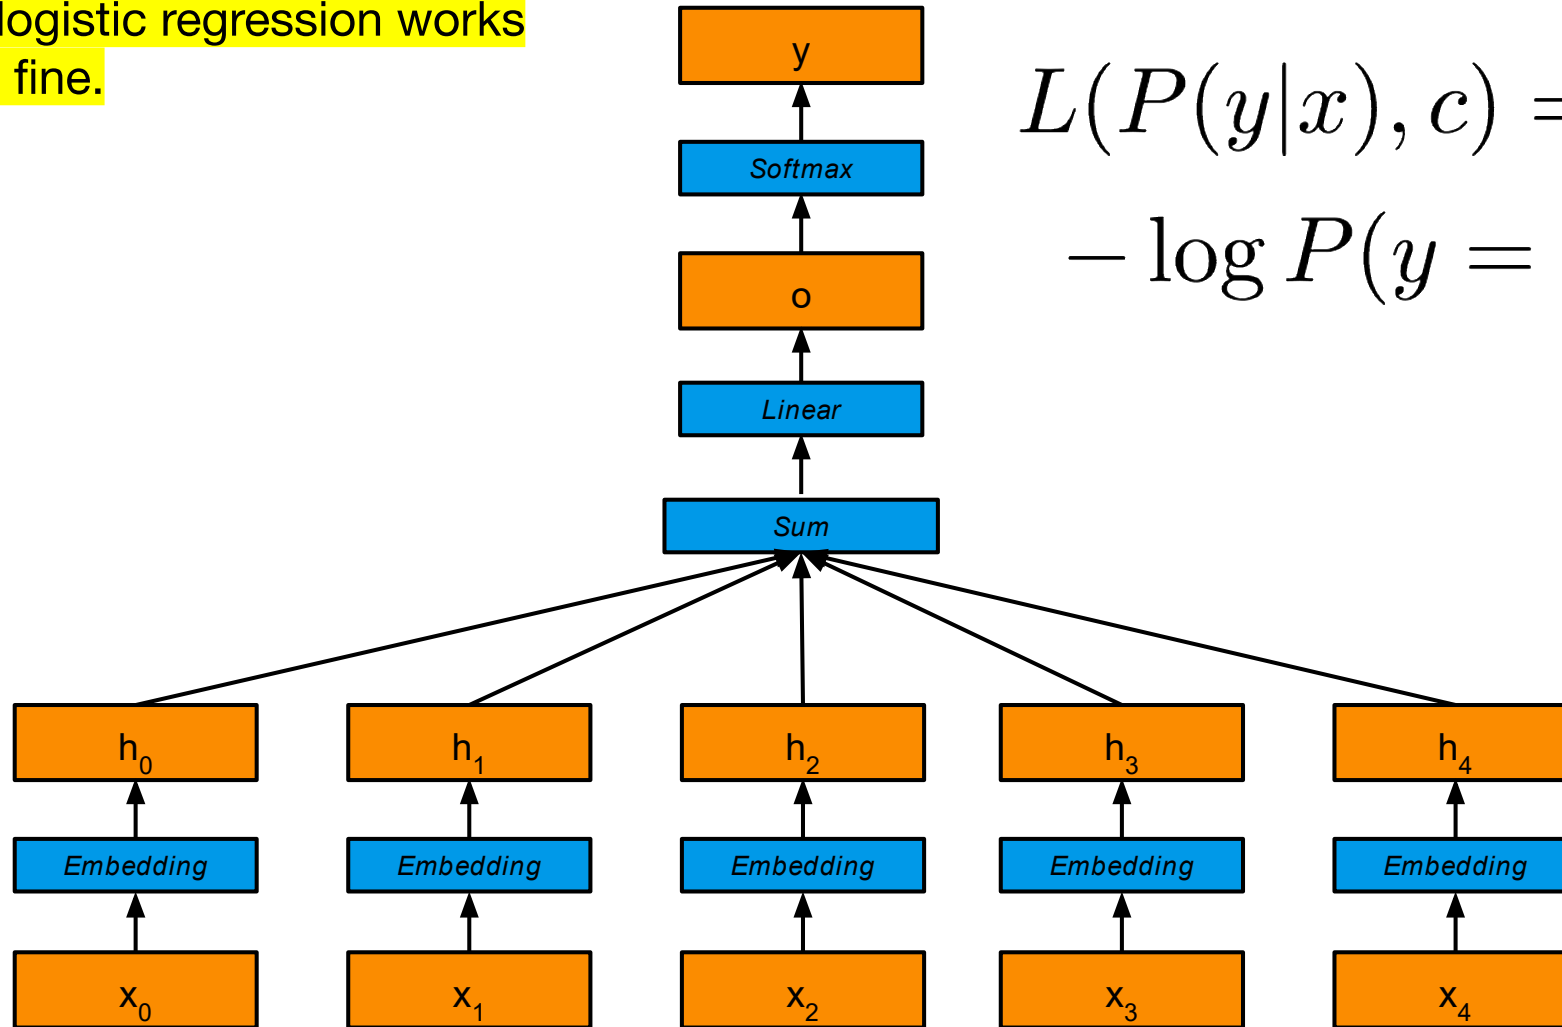 logistic regression works
fine.
y
L(P(y|x), c) =
Softmax
− log P(y =
o
Linear
Sum
h₀ h₁ h₂ h₃ h₄
Embedding Embedding Embedding Embedding Embedding
x₀ x₁ x₂ x₃ x₄